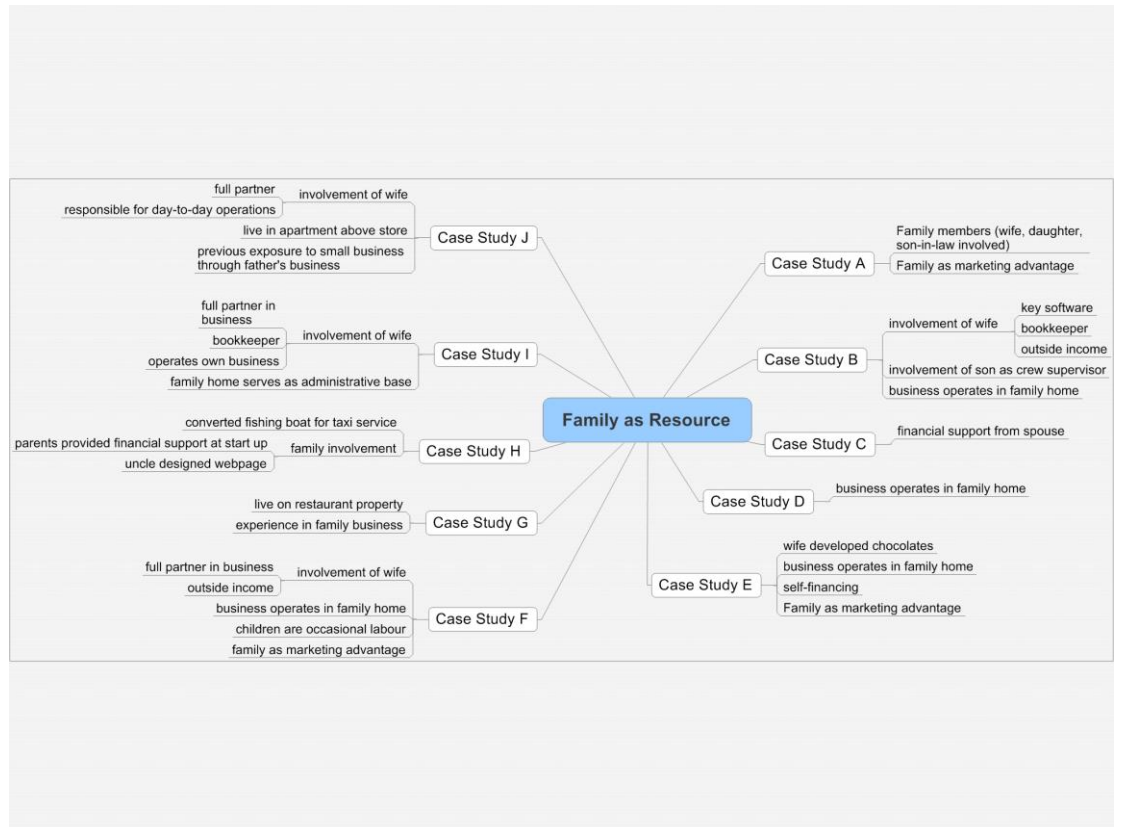 Family as Resource
Case Study A
Family members (wife, daughter,
son-in-law involved)
Family as marketing advantage
Case Study B
involvement of wife
key software
bookkeeper
outside income
involvement of son as crew supervisor
business operates in family home
Case Study C
financial support from spouse
Case Study D
business operates in family home
Case Study E
wife developed chocolates
business operates in family home
self-financing
Family as marketing advantage
Case Study F
involvement of wife
full partner in business
outside income
business operates in family home
children are occasional labour
family as marketing advantage
Case Study G
live on restaurant property
experience in family business
Case Study H
converted fishing boat for taxi service
family involvement
parents provided financial support at start up
uncle designed webpage
Case Study I
involvement of wife
full partner in
business
bookkeeper
operates own business
family home serves as administrative base
Case Study J
involvement of wife
full partner
responsible for day-to-day operations
live in apartment above store
previous exposure to small business
through father's business